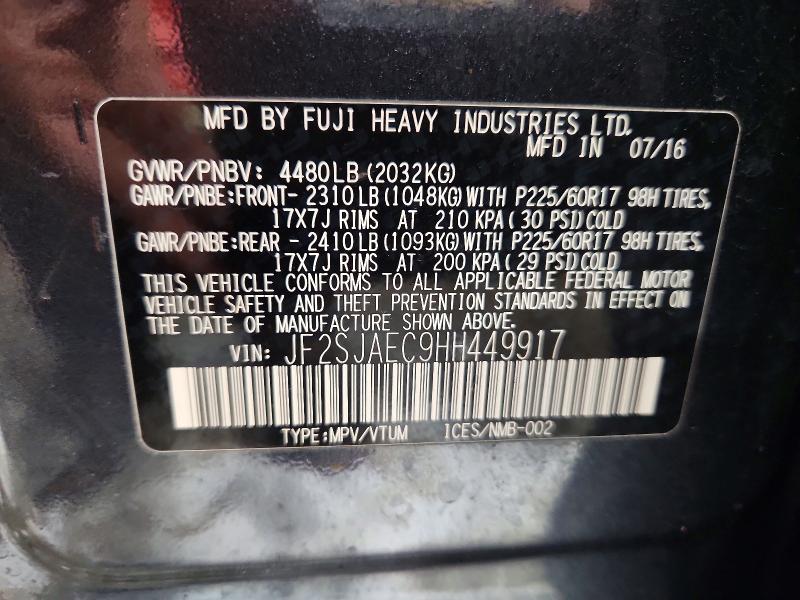 MFD BY FUJI HEAVY INDUSTRIES LTD.
MFD IN 07/16
GVWR/PNBV: 4480LB(2032KG)
GAWR/PNBE:FRONT- 2310LB(1048KG)WITH P225/60R17 98H TIRES,
17X7J RIMS AT 210 KPA(30 PSI)COLD
GAWR/PNBE:REAR - 2410LB(1093KG)WITH P225/60R17 98H TIRES,
17X7J RIMS AT 200 KPA(29 PSI)COLD
THIS VEHICLE CONFORMS TO ALL APPLICABLE FEDERAL MOTOR
VEHICLE SAFETY AND THEFT PREVENTION STANDARDS IN EFFECT ON
THE DATE OF MANUFACTURE SHOWN ABOVE.
VIN: JF2SJAEC9HH449917
TYPE:MPV/VTUM ICES/NMB-002